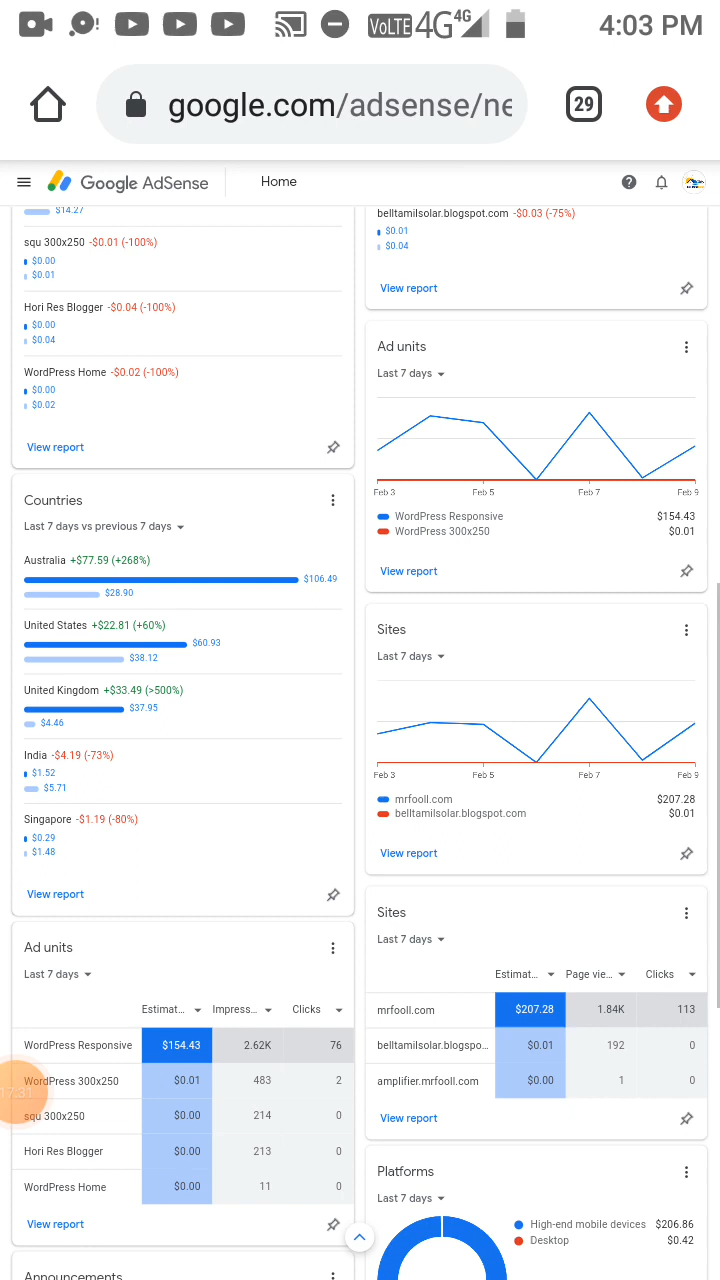 VoLTE 4G 4G 4:03 PM
google.com/adsense/ne
29
Google AdSense Home
$14.27
squ 300x250 -$0.01 (-100%)
$0.00
$0.01
Hori Res Blogger -$0.04 (-100%)
$0.00
$0.04
WordPress Home -$0.02 (-100%)
$0.00
$0.02
View report
Countries
Last 7 days vs previous 7 days
Australia +$77.59 (+268%)
$106.49
$28.90
United States +$22.81 (+60%)
$60.93
$38.12
United Kingdom +$33.49 (>500%)
$37.95
$4.46
India -$4.19 (-73%)
$1.52
$5.71
Singapore -$1.19 (-80%)
$0.29
$1.48
View report
Ad units
Last 7 days
Estimat... Impress... Clicks
WordPress Responsive $154.43 2.62K 76
WordPress 300x250 $0.01 483 2
squ 300x250 $0.00 214 0
Hori Res Blogger $0.00 213 0
WordPress Home $0.00 11 0
View report
Announcements
17:31
belltamilsolar.blogspot.com -$0.03 (-75%)
$0.01
$0.04
View report
Ad units
Last 7 days
Feb 3 Feb 5 Feb 7 Feb 9
WordPress Responsive $154.43
WordPress 300x250 $0.01
View report
Sites
Last 7 days
Feb 3 Feb 5 Feb 7 Feb 9
mrfooll.com $207.28
belltamilsolar.blogspot.com $0.01
View report
Sites
Last 7 days
Estimat... Page vie... Clicks
mrfooll.com $207.28 1.84K 113
belltamilsolar.blogspo... $0.01 192 0
amplifier.mrfooll.com $0.00 1 0
View report
Platforms
Last 7 days
High-end mobile devices $206.86
Desktop $0.42